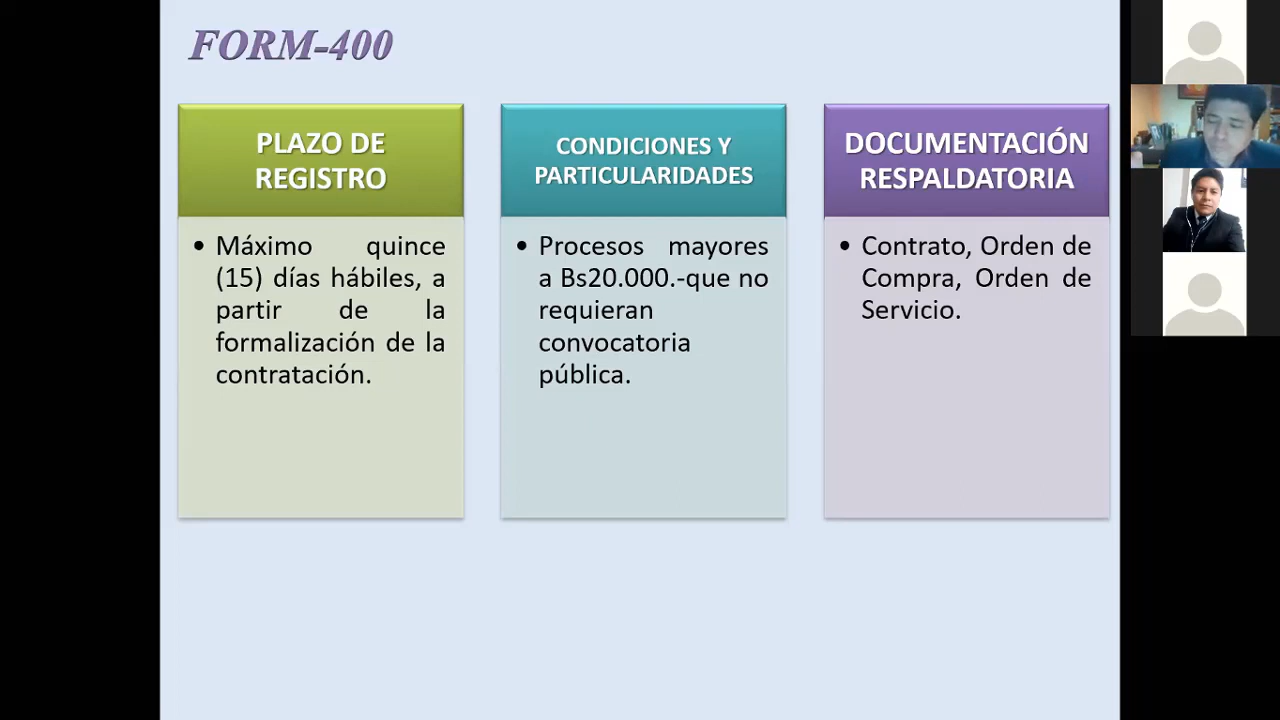 FORM-400
PLAZO DE
REGISTRO
• Máximo quince
(15) días hábiles, a
partir de la
formalización de la
contratación.
CONDICIONES Y
PARTICULARIDADES
• Procesos mayores
a Bs20.000.-que no
requieran
convocatoria
pública.
DOCUMENTACIÓN
RESPALDATORIA
• Contrato, Orden de
Compra, Orden de
Servicio.